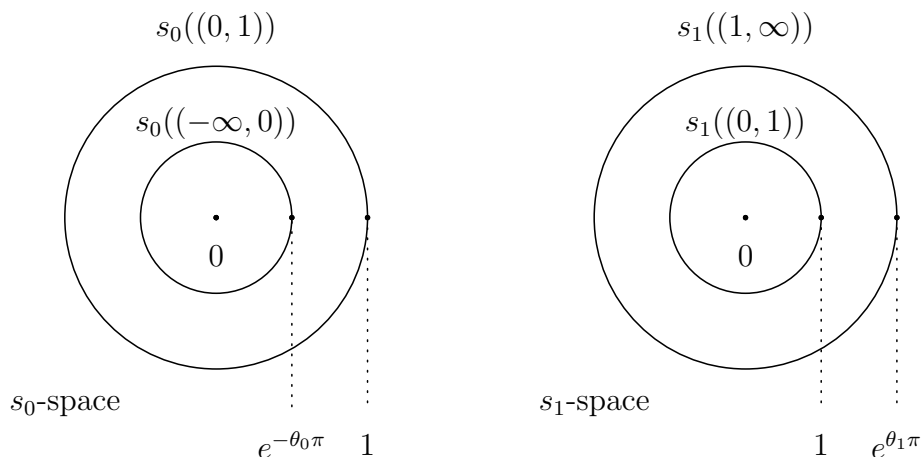 s_0((0, 1))
s_0((−∞, 0))
0
s_0-space
e^{−θ_0π} 1
s_1((1, ∞))
s_1((0, 1))
0
s_1-space
1 e^{θ_1π}